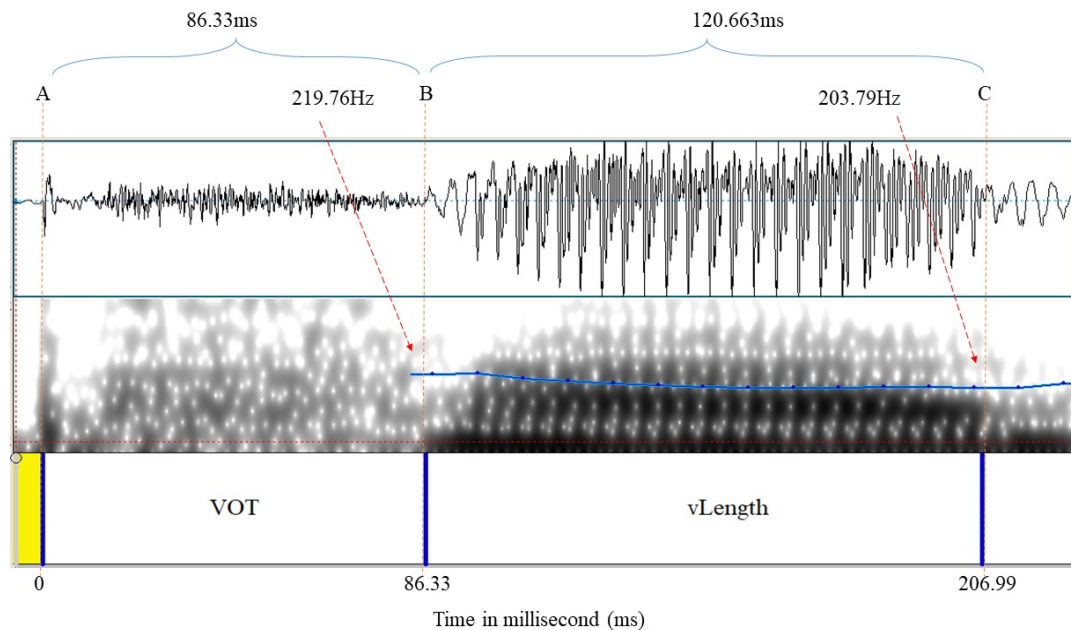 86.33ms 120.663ms
A B C
219.76Hz 203.79Hz
VOT vLength
0 86.33 206.99
Time in millisecond (ms)